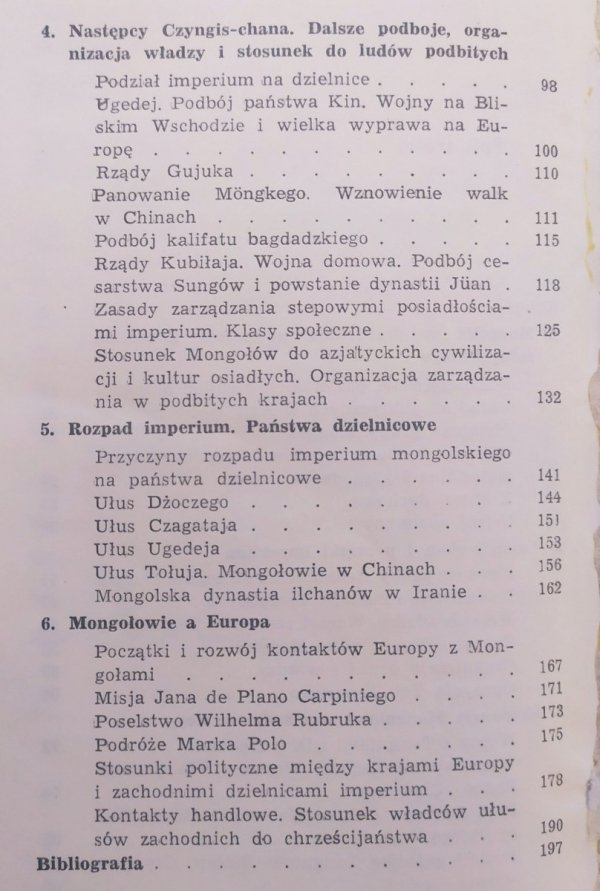 4. Następcy Czyngis-chana. Dalsze podboje, orga-
nizacja władzy i stosunek do ludów podbitych
Podział imperium na dzielnice . . . . . 98
Ugedej. Podbój państwa Kin. Wojny na Bli-
skim Wschodzie i wielka wyprawa na Eu-
ropę . . . . . . . . . . . . 100
Rządy Gujuka . . . . . . . . . 110
Panowanie Möngkego. Wznowienie walk
w Chinach . . . . . . . . . . 111
Podbój kalifatu bagdadzkiego . . . . . 115
Rządy Kubiłaja. Wojna domowa. Podbój ce-
sarstwa Sungów i powstanie dynastii Jüan . 118
Zasady zarządzania stepowymi posiadłościa-
mi imperium. Klasy społeczne . . . . . 125
Stosunek Mongołów do azjatyckich cywiliza-
cji i kultur osiadłych. Organizacja zarządza-
nia w podbitych krajach . . . . . . 132
5. Rozpad imperium. Państwa dzielnicowe
Przyczyny rozpadu imperium mongolskiego
na państwa dzielnicowe . . . . . . 141
Ułus Dżoczego . . . . . . . . . 144
Ułus Czagataja . . . . . . . . . 151
Ułus Ugedeja . . . . . . . . . 153
Ułus Tołuja. Mongołowie w Chinach . . . 156
Mongolska dynastia ilchanów w Iranie . . 162
6. Mongołowie a Europa
Początki i rozwój kontaktów Europy z Mon-
gołami . . . . . . . . . . . 167
Misja Jana de Plano Carpiniego . . . . 171
Poselstwo Wilhelma Rubruka . . . . . 173
Podróże Marka Polo . . . . . . . 175
Stosunki polityczne między krajami Europy
i zachodnimi dzielnicami imperium . . . 178
Kontakty handlowe. Stosunek władców ułu-
sów zachodnich do chrześcijaństwa . . . 190
Bibliografia . . . . . . . . . . . 197